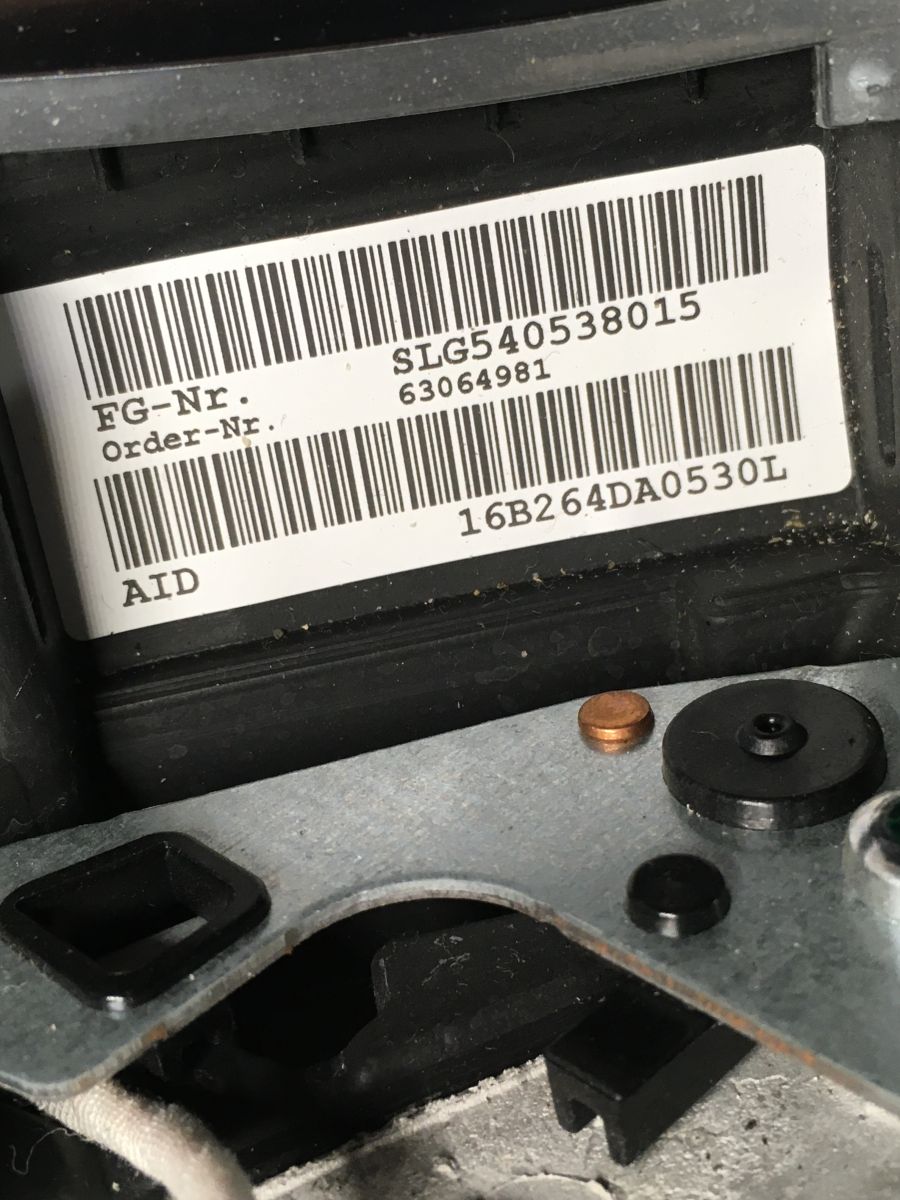 FG-Nr. SLG540538015
Order-Nr. 63064981
AID 16B264DA0530L